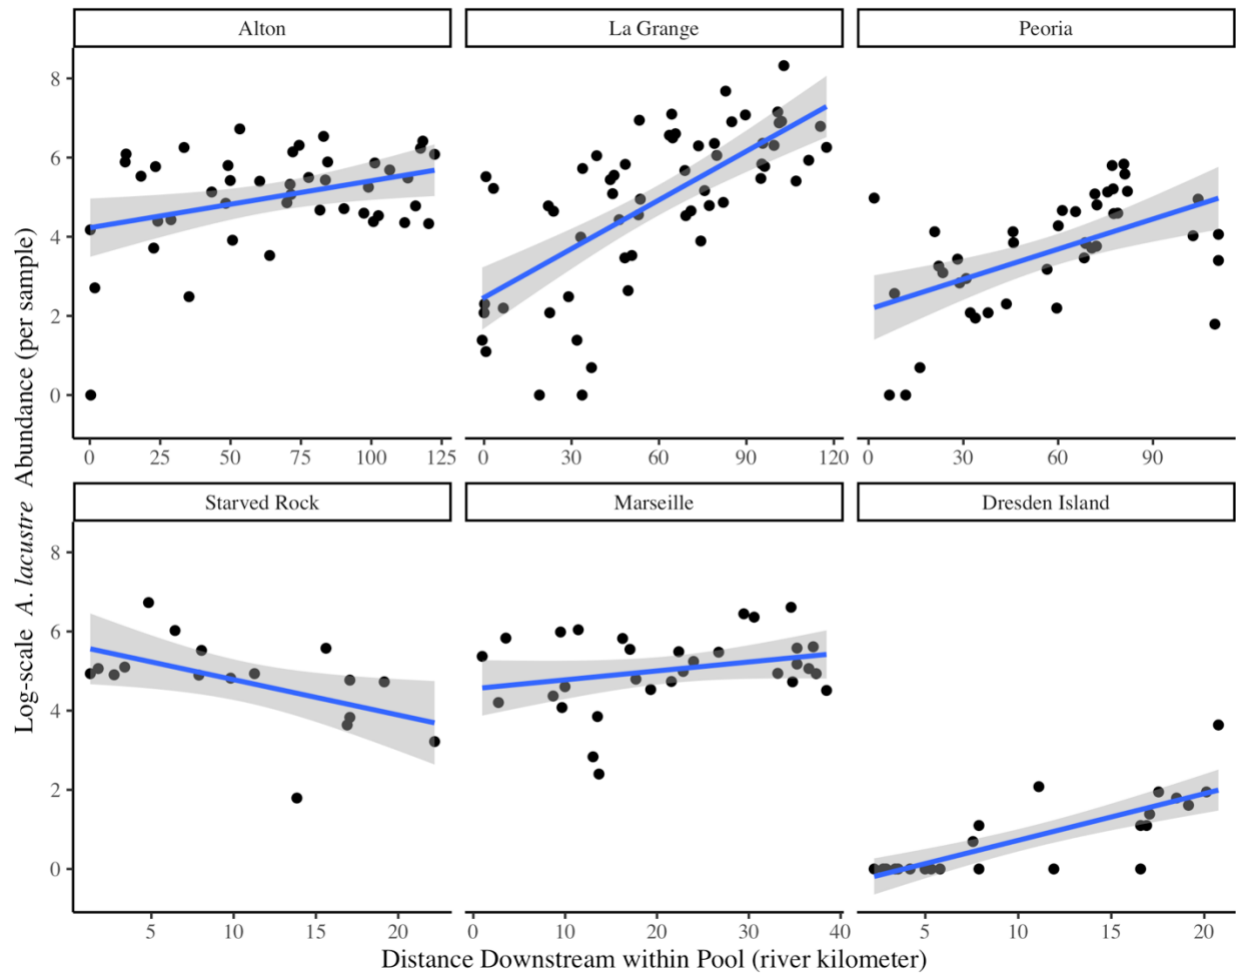 Alton
La Grange
Peoria
8
6
4
2
0
0 25 50 75 100 125
0 30 60 90 120
0 30 60 90
Starved Rock
Marseille
Dresden Island
8
6
4
2
0
5 10 15 20
0 10 20 30 40
5 10 15 20
Log-scale A. lacustre Abundance (per sample)
Distance Downstream within Pool (river kilometer)